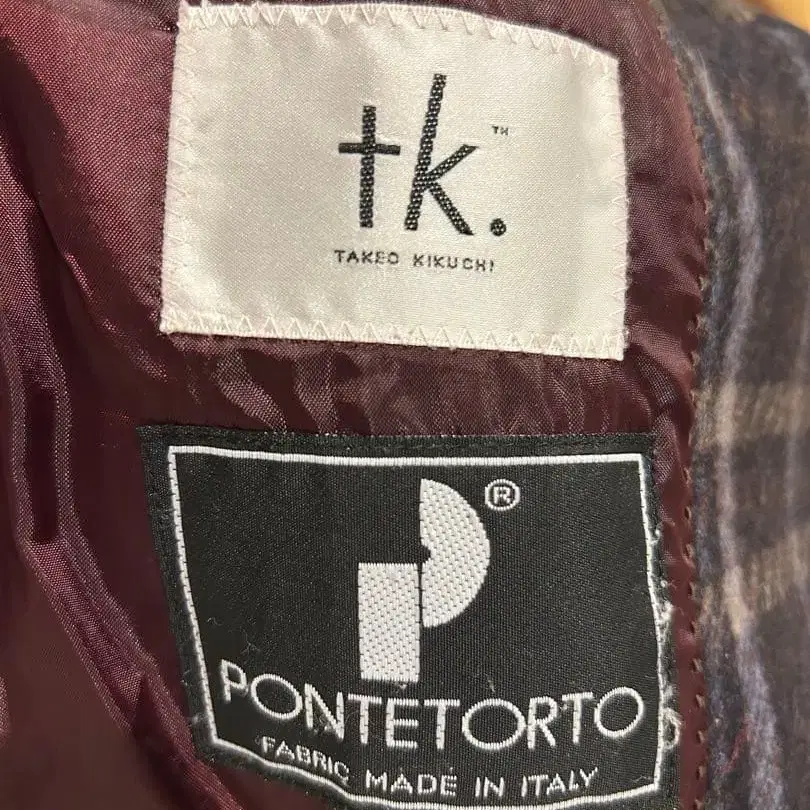 tk.™
TAKEO KIKUCHI
®
PONTETORTO
FABRIC MADE IN ITALY